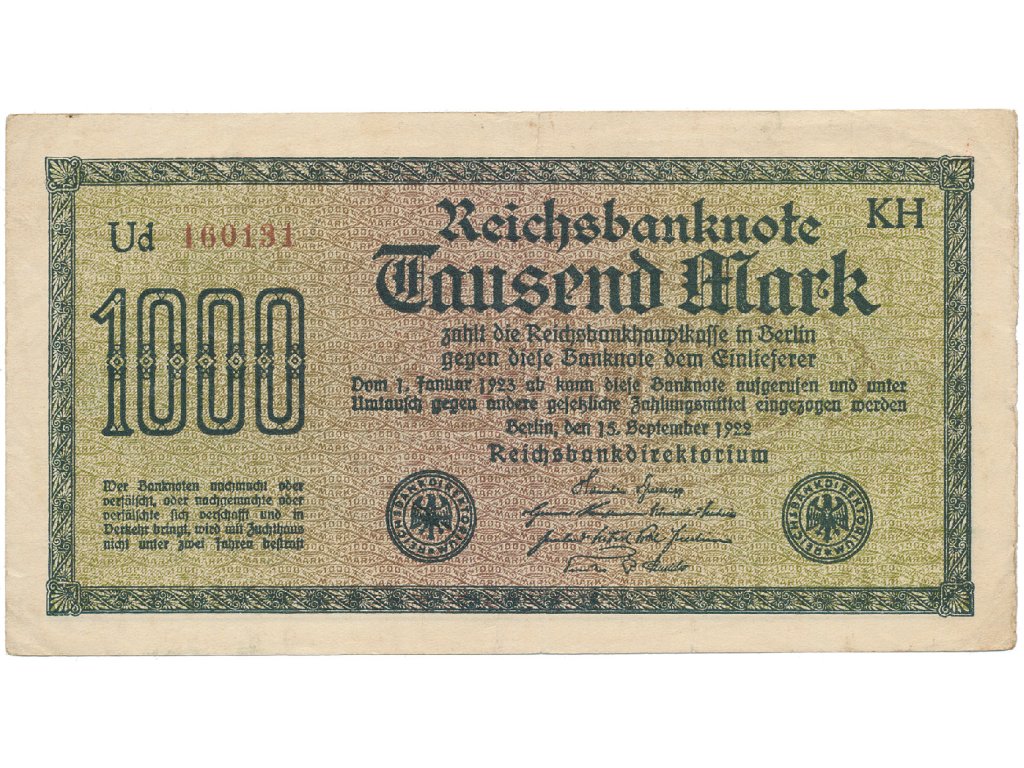 Ud 160131
KH
Reichsbanknote
Tausend Mark
1000
zahlt die Reichsbankhauptkasse in Berlin
gegen diese Banknote dem Einlieferer
Vom 1. Januar 1923 ab kann diese Banknote aufgerufen und unter
Umtausch gegen andere gesetzliche Zahlungsmittel eingezogen werden
Berlin, den 15. September 1922
Reichsbankdirektorium
Wer Banknoten nachmacht oder
verfälscht, oder nachgemachte oder
verfälschte sich verschafft und in
Verkehr bringt, wird mit Zuchthaus
nicht unter zwei Jahren bestraft
REICHSBANKDIREKTORIUM
REICHSBANKDIREKTORIUM